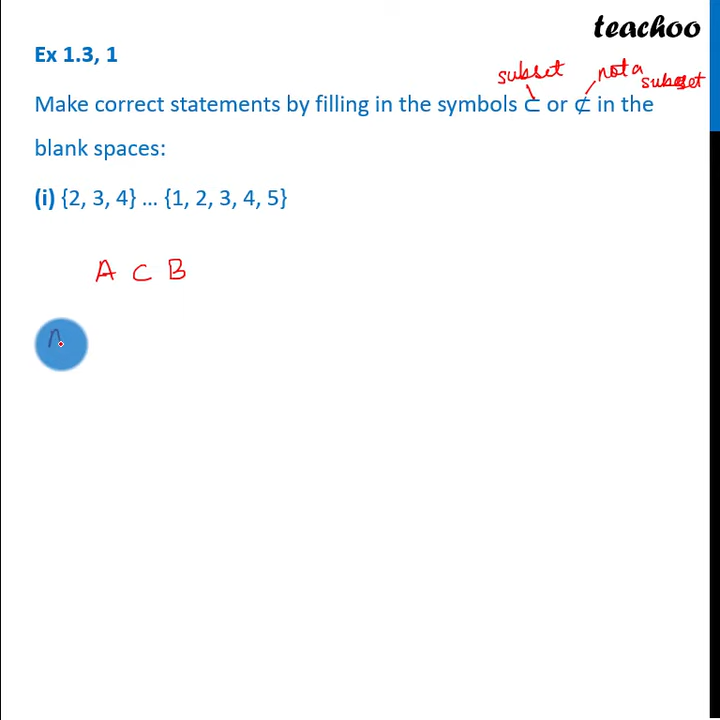 teachoo
Ex 1.3, 1
subset not a subset
Make correct statements by filling in the symbols ⊂ or ⊄ in the
blank spaces:
(i) {2, 3, 4} ... {1, 2, 3, 4, 5}
A ⊂ B